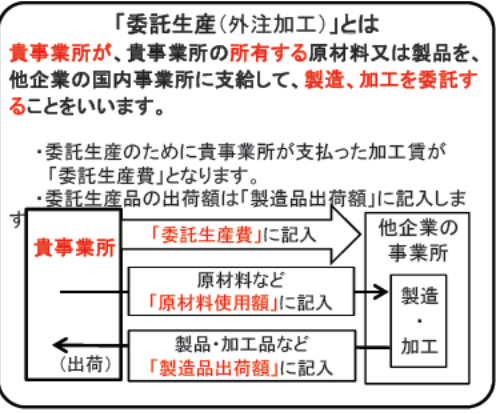 「委託生産(外注加工)」とは
貴事業所が、貴事業所の所有する原材料又は製品を、
他企業の国内事業所に支給して、製造、加工を委託す
ることをいいます。
・委託生産のために貴事業所が支払った加工賃が
「委託生産費」となります。
・委託生産品の出荷額は「製造品出荷額」に記入しま
す
貴事業所
「委託生産費」に記入
他企業の
事業所
原材料など
「原材料使用額」に記入
製造
・
加工
製品・加工品など
「製造品出荷額」に記入
(出荷)